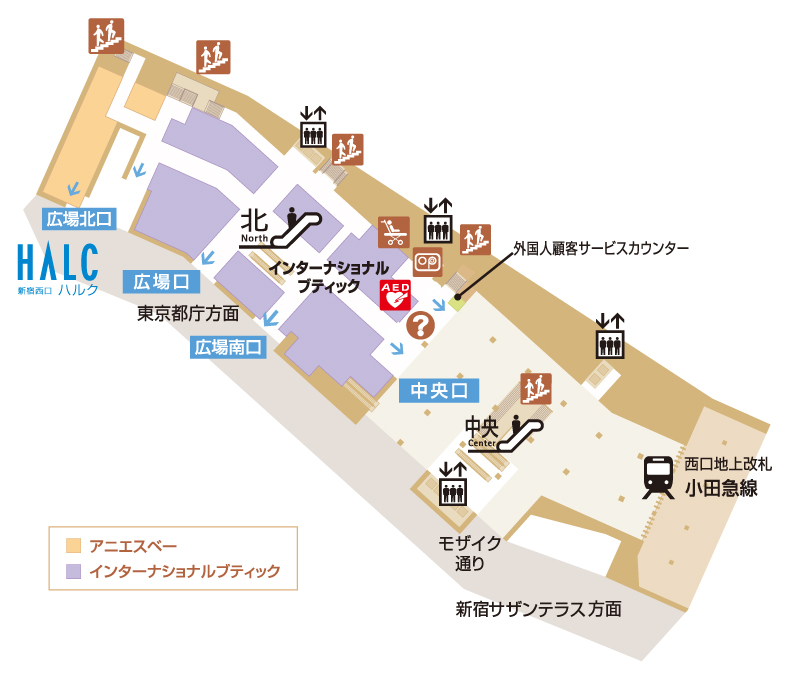 広場北口
HALC
新宿西口 ハルク
広場口
東京都庁方面
広場南口
北
North
インターナショナル
ブティック
AED
?
外国人顧客サービスカウンター
中央口
中央
Center
西口地上改札
小田急線
モザイク
通り
新宿サザンテラス方面
アニエスベー
インターナショナルブティック